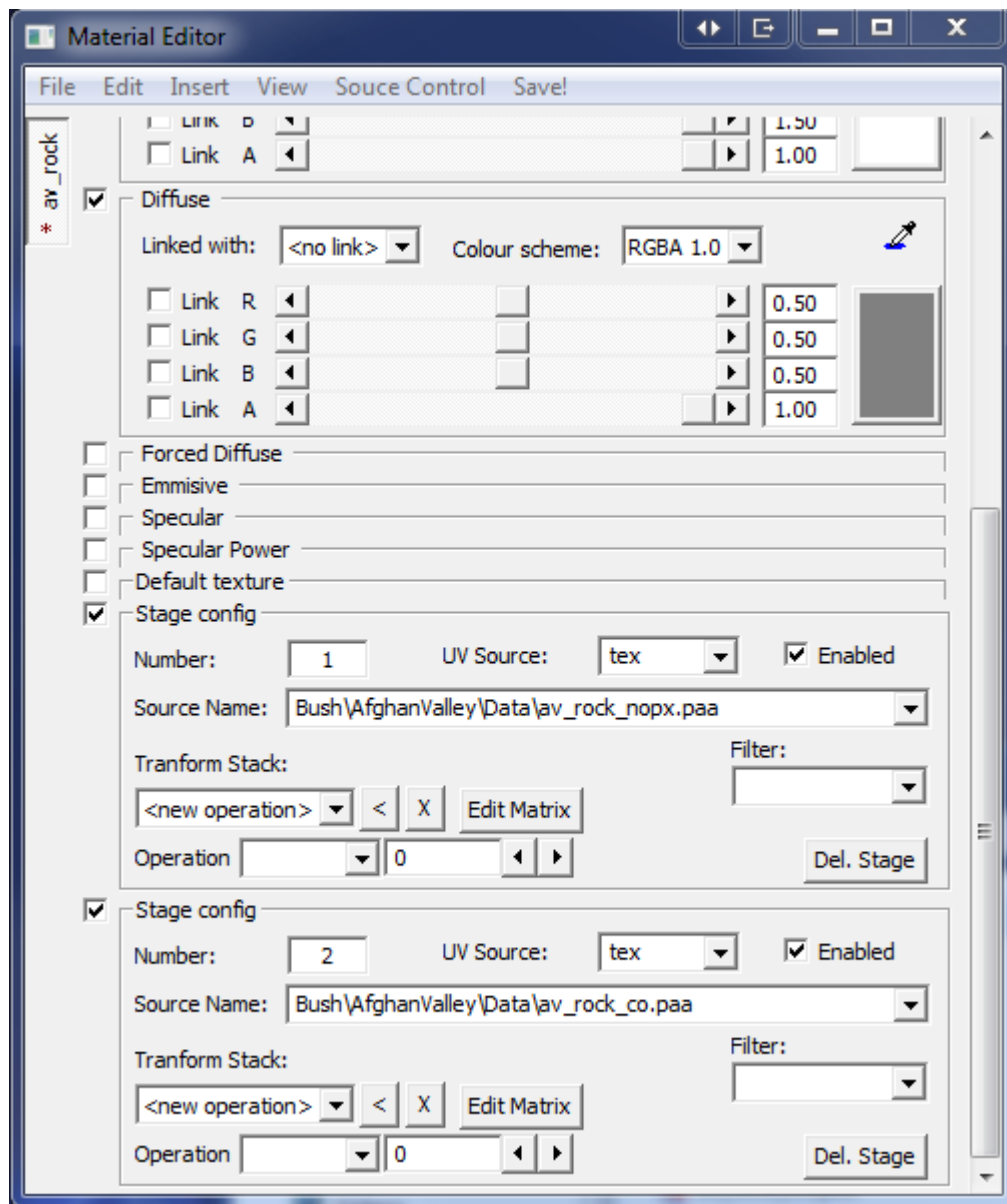 Material Editor
File Edit Insert View Souce Control Save!
* av_rock
Link B 1.50
Link A 1.00
Diffuse
Linked with: <no link> Colour scheme: RGBA 1.0
Link R 0.50
Link G 0.50
Link B 0.50
Link A 1.00
Forced Diffuse
Emmisive
Specular
Specular Power
Default texture
Stage config
Number: 1 UV Source: tex Enabled
Source Name: Bush\AfghanValley\Data\av_rock_nopx.paa
Filter:
Tranform Stack:
<new operation> < X Edit Matrix
Operation 0 Del. Stage
Stage config
Number: 2 UV Source: tex Enabled
Source Name: Bush\AfghanValley\Data\av_rock_co.paa
Filter:
Tranform Stack:
<new operation> < X Edit Matrix
Operation 0 Del. Stage